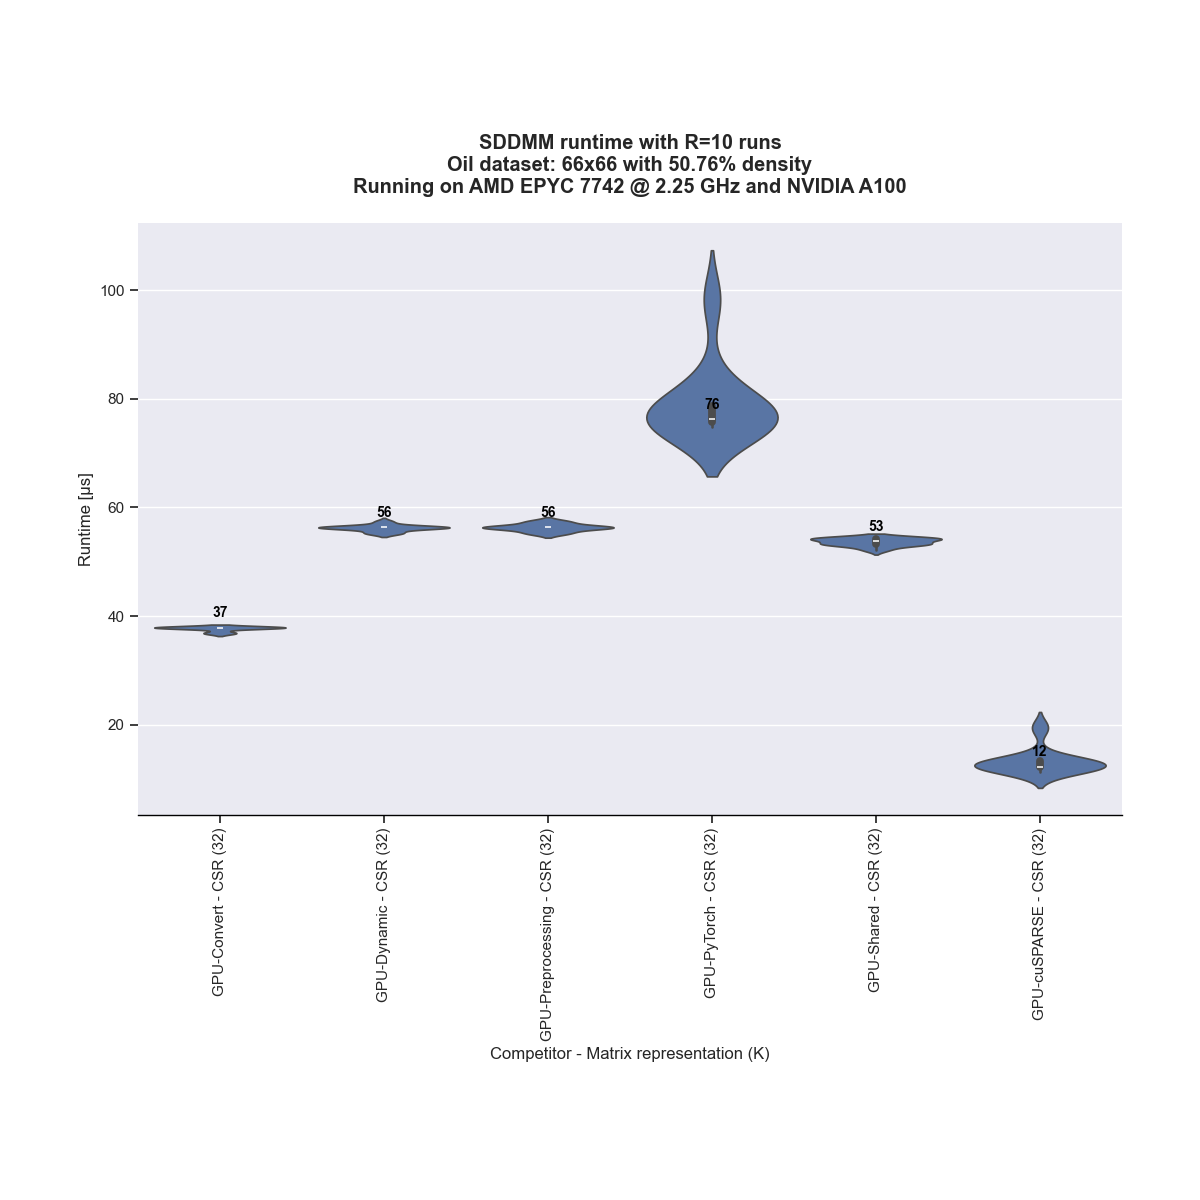 SDDMM runtime with R=10 runs
Oil dataset: 66x66 with 50.76% density
Running on AMD EPYC 7742 @ 2.25 GHz and NVIDIA A100
Runtime [μs]
100
80
60
40
20
37
56
56
76
53
12
GPU-Convert - CSR (32)
GPU-Dynamic - CSR (32)
GPU-Preprocessing - CSR (32)
GPU-PyTorch - CSR (32)
GPU-Shared - CSR (32)
GPU-cuSPARSE - CSR (32)
Competitor - Matrix representation (K)